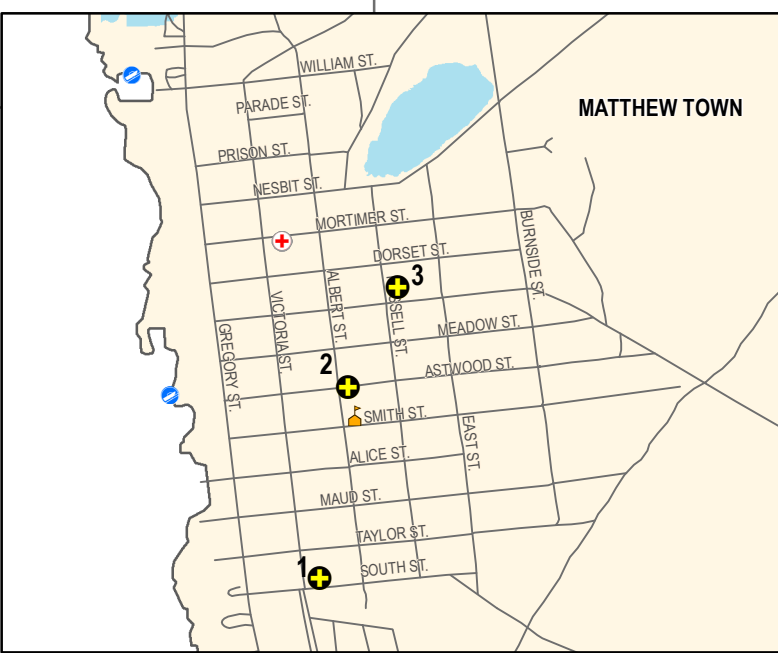 WILLIAM ST.
PARADE ST.
MATTHEW TOWN
PRISON ST.
NESBIT ST.
MORTIMER ST.
BURNSIDE ST.
DORSET ST.
3
ALBERT ST.
VICTORIA ST.
GREGORY ST.
MEADOW ST.
2
ASTWOOD ST.
SMITH ST.
EAST ST.
ALICE ST.
MAUD ST.
TAYLOR ST.
1
SOUTH ST.